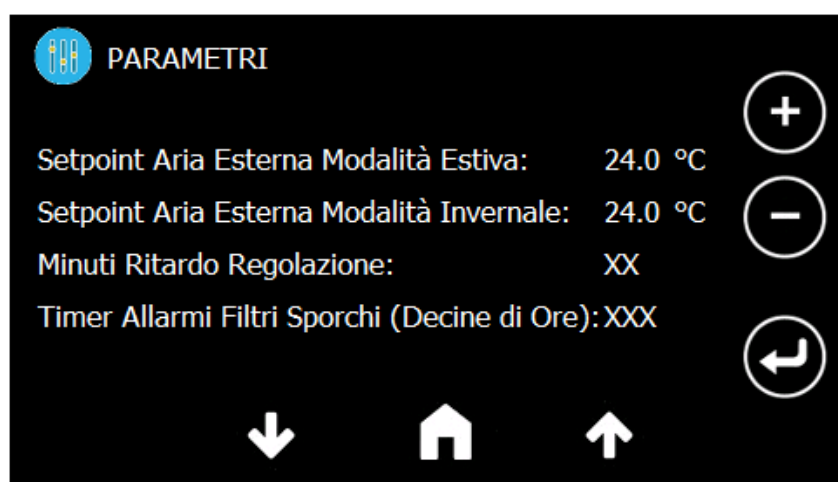 PARAMETRI
Setpoint Aria Esterna Modalità Estiva: 24.0 °C
Setpoint Aria Esterna Modalità Invernale: 24.0 °C
Minuti Ritardo Regolazione: XX
Timer Allarmi Filtri Sporchi (Decine di Ore): XXX